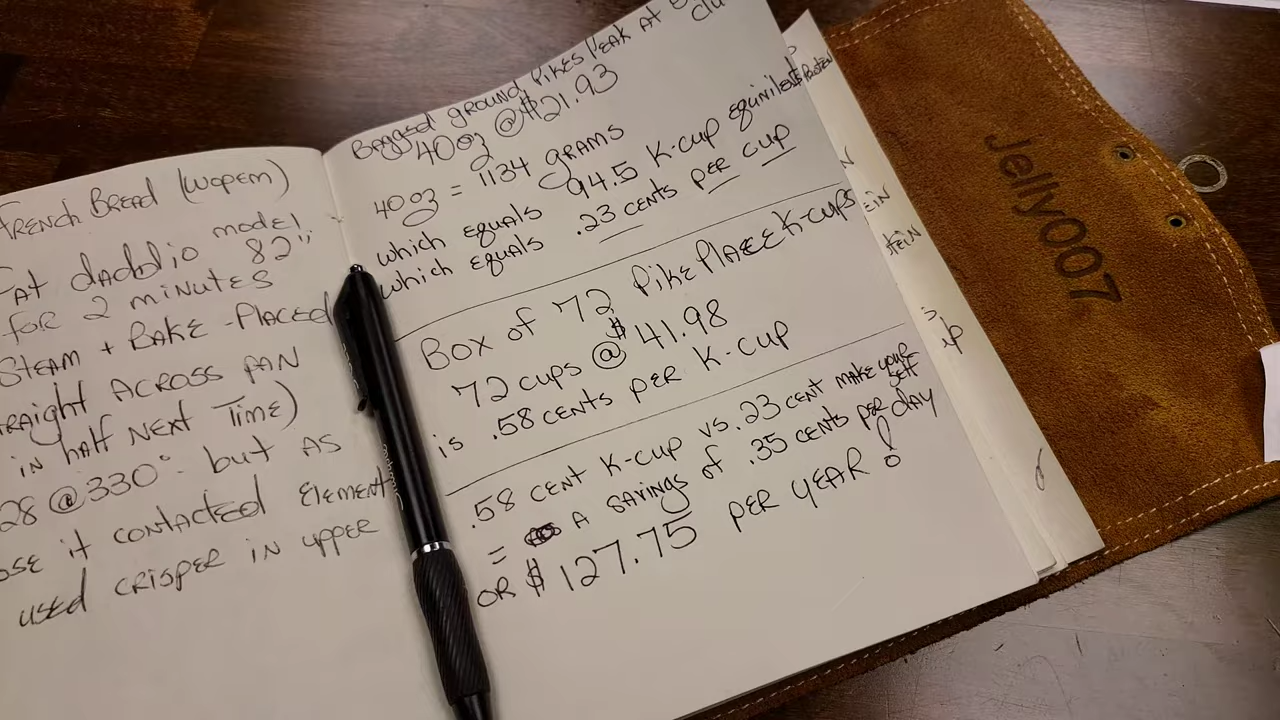 FRENCH BREAD (WOPEM)
FAT daddio model
82"
for 2 minutes
STEAM + BAKE - PLACED
ACROSS PAN
in half NEXT Time)
28 @ 330° but AS
it contacted Element
used crisper in upper
Bagged ground, Pikes Peak AT
40oz @ $21.93
40oz = 1134 grams
which equals 94.5 K-cup equivilents
which equals .23 cents per cup
Box of 72 Pike Place K-cups
72 cups @ $41.98
is .58 cents per K-cup
.58 cent K-cup vs. .23 cent make your self
= A savings of .35 cents per day
OR $127.75 per year!
Jelly007